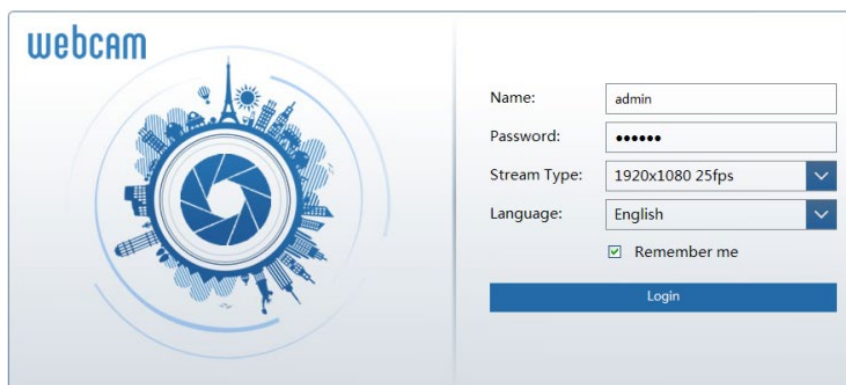 webcam
Name: admin
Password: ••••••
Stream Type: 1920x1080 25fps
Language: English
Remember me
Login